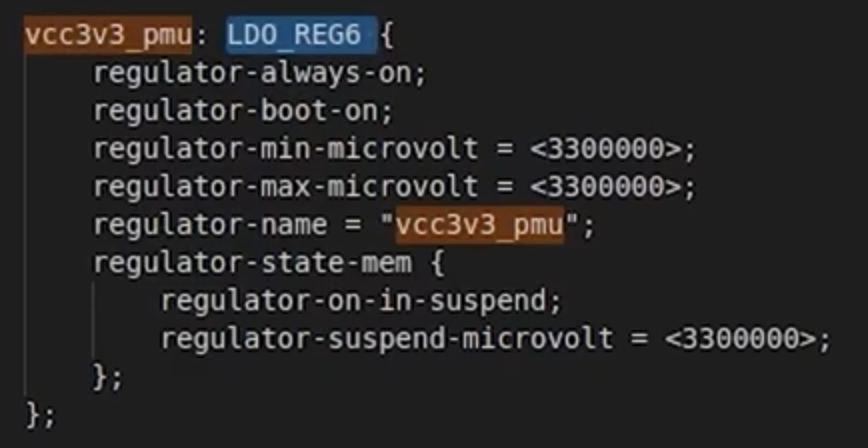 vcc3v3_pmu: LDO_REG6 {
    regulator-always-on;
    regulator-boot-on;
    regulator-min-microvolt = <3300000>;
    regulator-max-microvolt = <3300000>;
    regulator-name = "vcc3v3_pmu";
    regulator-state-mem {
        regulator-on-in-suspend;
        regulator-suspend-microvolt = <3300000>;
    };
};